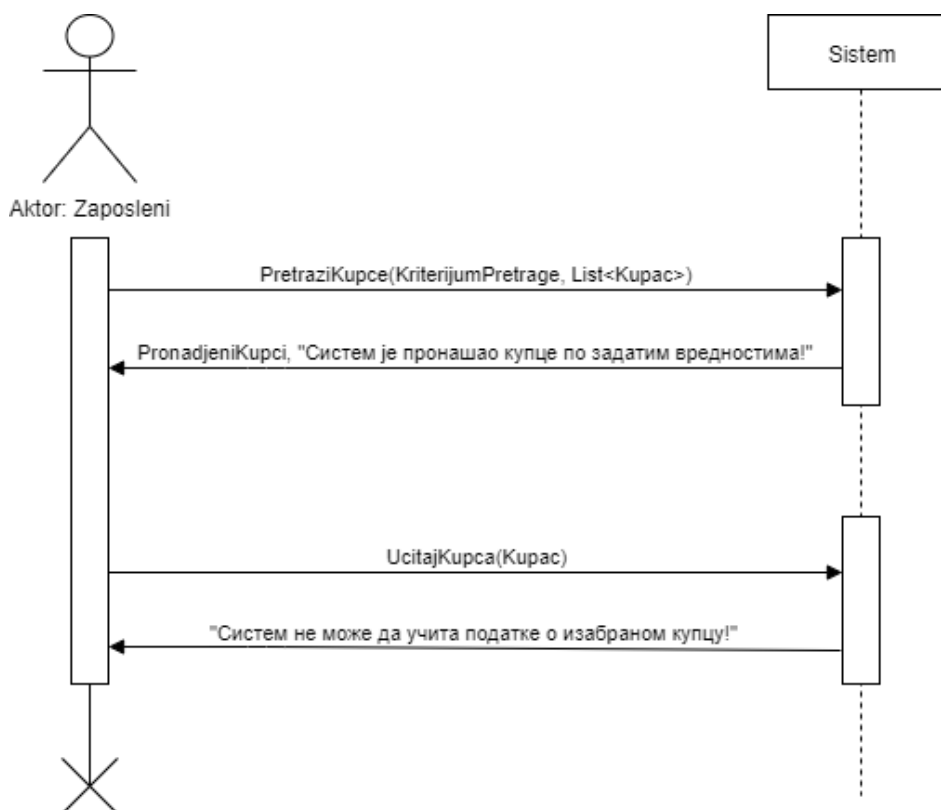 Sistem
Aktor: Zaposleni
PretraziKupce(KriterijumPretrage, List<Kupac>)
PronadjeniKupci, "Систем је пронашао купце по задатим вредностима!"
UcitajKupca(Kupac)
"Систем не може да учита податке о изабраном купцу!"